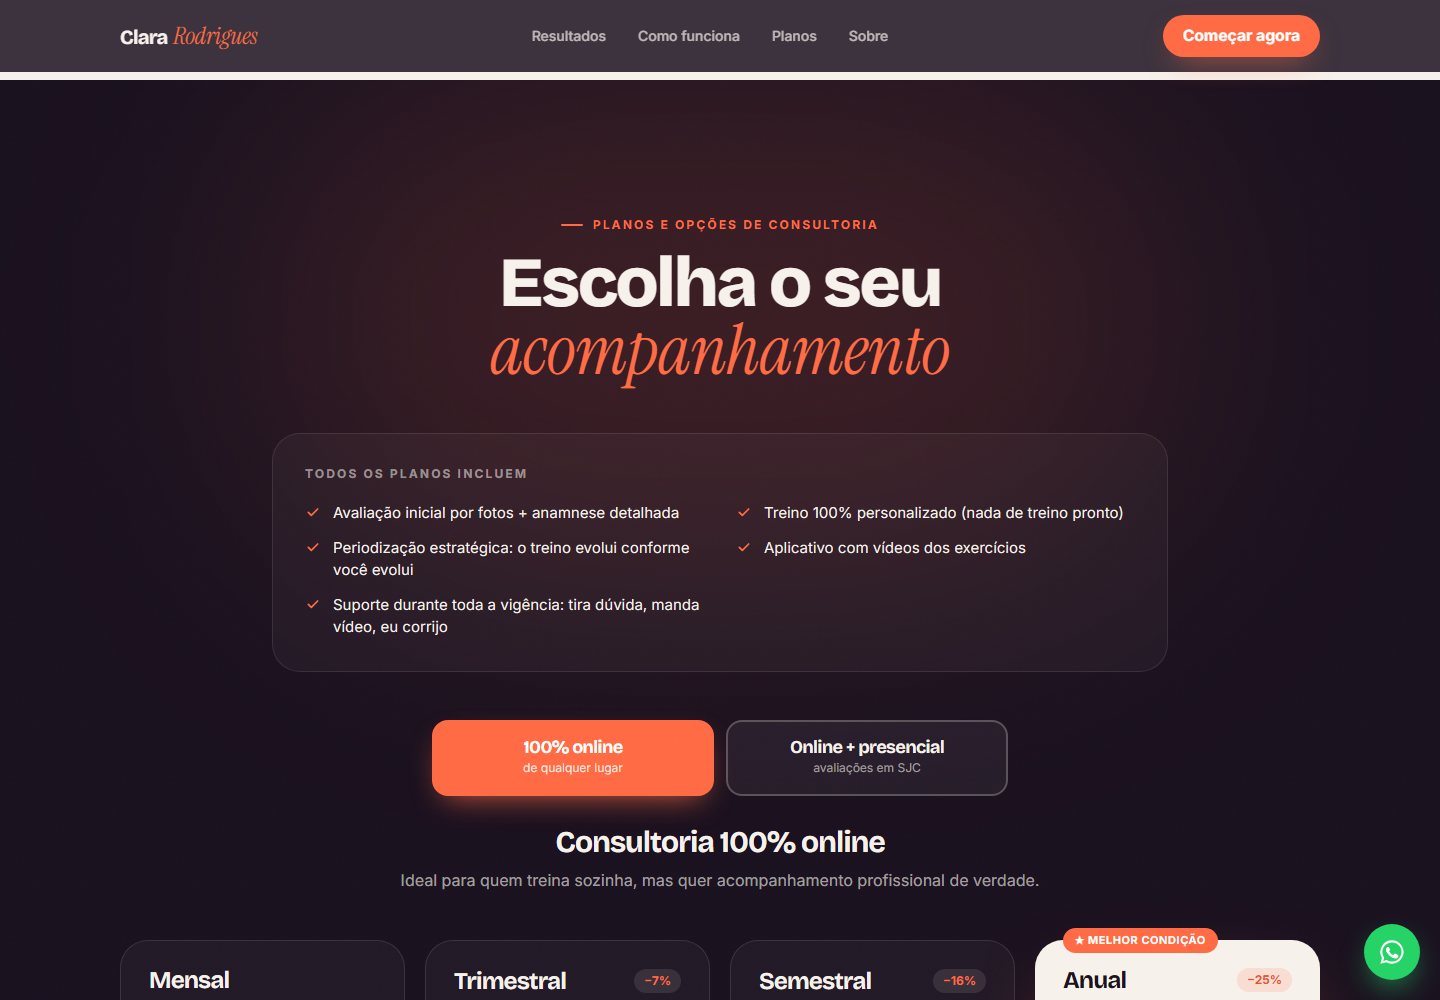 Clara Rodrigues
Resultados
Como funciona
Planos
Sobre
Começar agora
PLANOS E OPÇÕES DE CONSULTORIA
Escolha o seu
acompanhamento
TODOS OS PLANOS INCLUEM
Avaliação inicial por fotos + anamnese detalhada
Treino 100% personalizado (nada de treino pronto)
Periodização estratégica: o treino evolui conforme
você evolui
Aplicativo com vídeos dos exercícios
Suporte durante toda a vigência: tira dúvida, manda
vídeo, eu corrijo
100% online
de qualquer lugar
Online + presencial
avaliações em SJC
Consultoria 100% online
Ideal para quem treina sozinha, mas quer acompanhamento profissional de verdade.
Mensal
Trimestral
−7%
Semestral
−16%
★ MELHOR CONDIÇÃO
Anual
−25%